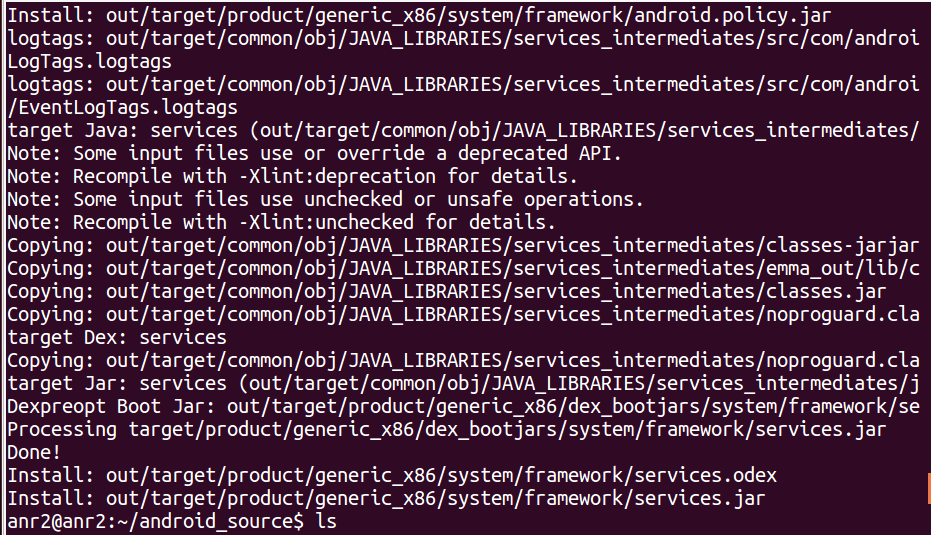 Install: out/target/product/generic_x86/system/framework/android.policy.jar
logtags: out/target/common/obj/JAVA_LIBRARIES/services_intermediates/src/com/androi
LogTags.logtags
logtags: out/target/common/obj/JAVA_LIBRARIES/services_intermediates/src/com/androi
/EventLogTags.logtags
target Java: services (out/target/common/obj/JAVA_LIBRARIES/services_intermediates/
Note: Some input files use or override a deprecated API.
Note: Recompile with -Xlint:deprecation for details.
Note: Some input files use unchecked or unsafe operations.
Note: Recompile with -Xlint:unchecked for details.
Copying: out/target/common/obj/JAVA_LIBRARIES/services_intermediates/classes-jarjar
Copying: out/target/common/obj/JAVA_LIBRARIES/services_intermediates/emma_out/lib/c
Copying: out/target/common/obj/JAVA_LIBRARIES/services_intermediates/classes.jar
Copying: out/target/common/obj/JAVA_LIBRARIES/services_intermediates/noproguard.cla
target Dex: services
Copying: out/target/common/obj/JAVA_LIBRARIES/services_intermediates/noproguard.cla
target Jar: services (out/target/common/obj/JAVA_LIBRARIES/services_intermediates/j
Dexpreopt Boot Jar: out/target/product/generic_x86/dex_bootjars/system/framework/se
Processing target/product/generic_x86/dex_bootjars/system/framework/services.jar
Done!
Install: out/target/product/generic_x86/system/framework/services.odex
Install: out/target/product/generic_x86/system/framework/services.jar
anr2@anr2:~/android_source$ ls